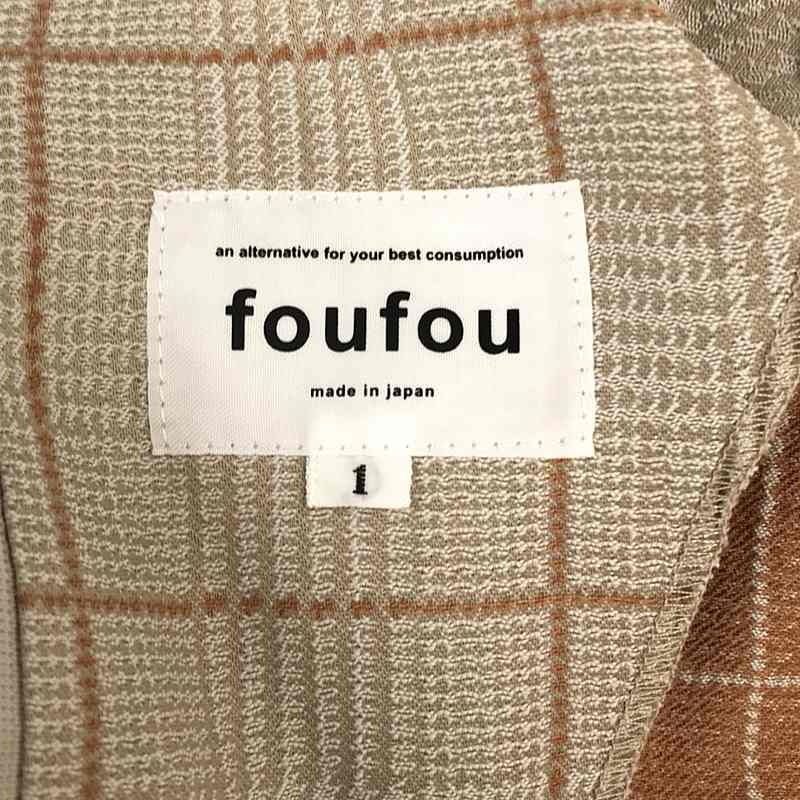 an alternative for your best consumption
foufou
made in japan
1